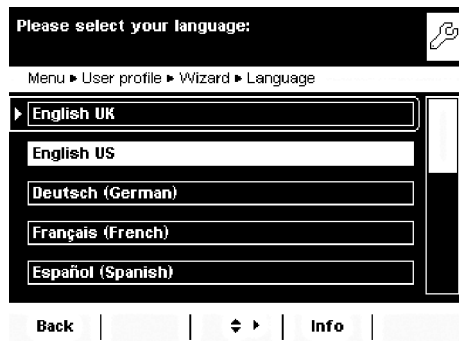 Please select your language:
Menu ▸ User profile ▸ Wizard ▸ Language
English UK
English US
Deutsch (German)
Français (French)
Español (Spanish)
Back Info